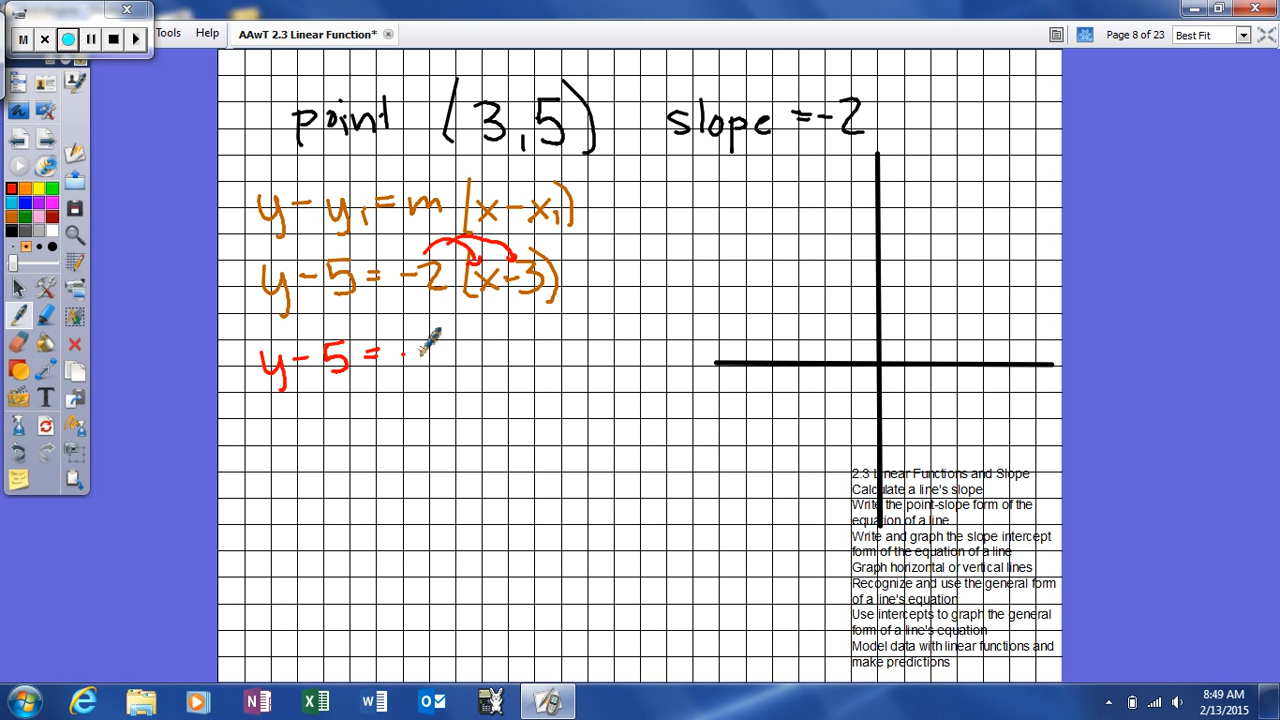 Tools Help AAwT 2.3 Linear Function* Page 8 of 23 Best Fit
point (3,5) slope = -2
y - y₁ = m (x - x₁)
y - 5 = -2 (x - 3)
y - 5 =
2.3 Linear Functions and Slope
Calculate a line's slope
Write the point-slope form of the
equation of a line
Write and graph the slope intercept
form of the equation of a line
Graph horizontal or vertical lines
Recognize and use the general form
of a line's equation
Use intercepts to graph the general
form of a line's equation
Model data with linear functions and
make predictions
8:49 AM
2/13/2015